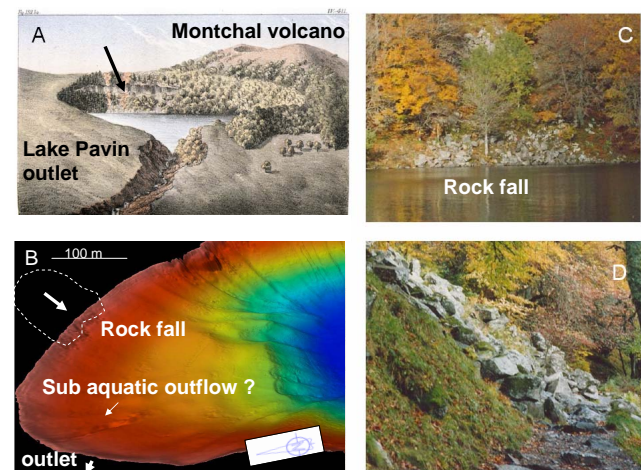 A
Montchal volcano
Lake Pavin
outlet
C
Rock fall
B
100 m
Rock fall
Sub aquatic outflow ?
outlet
D